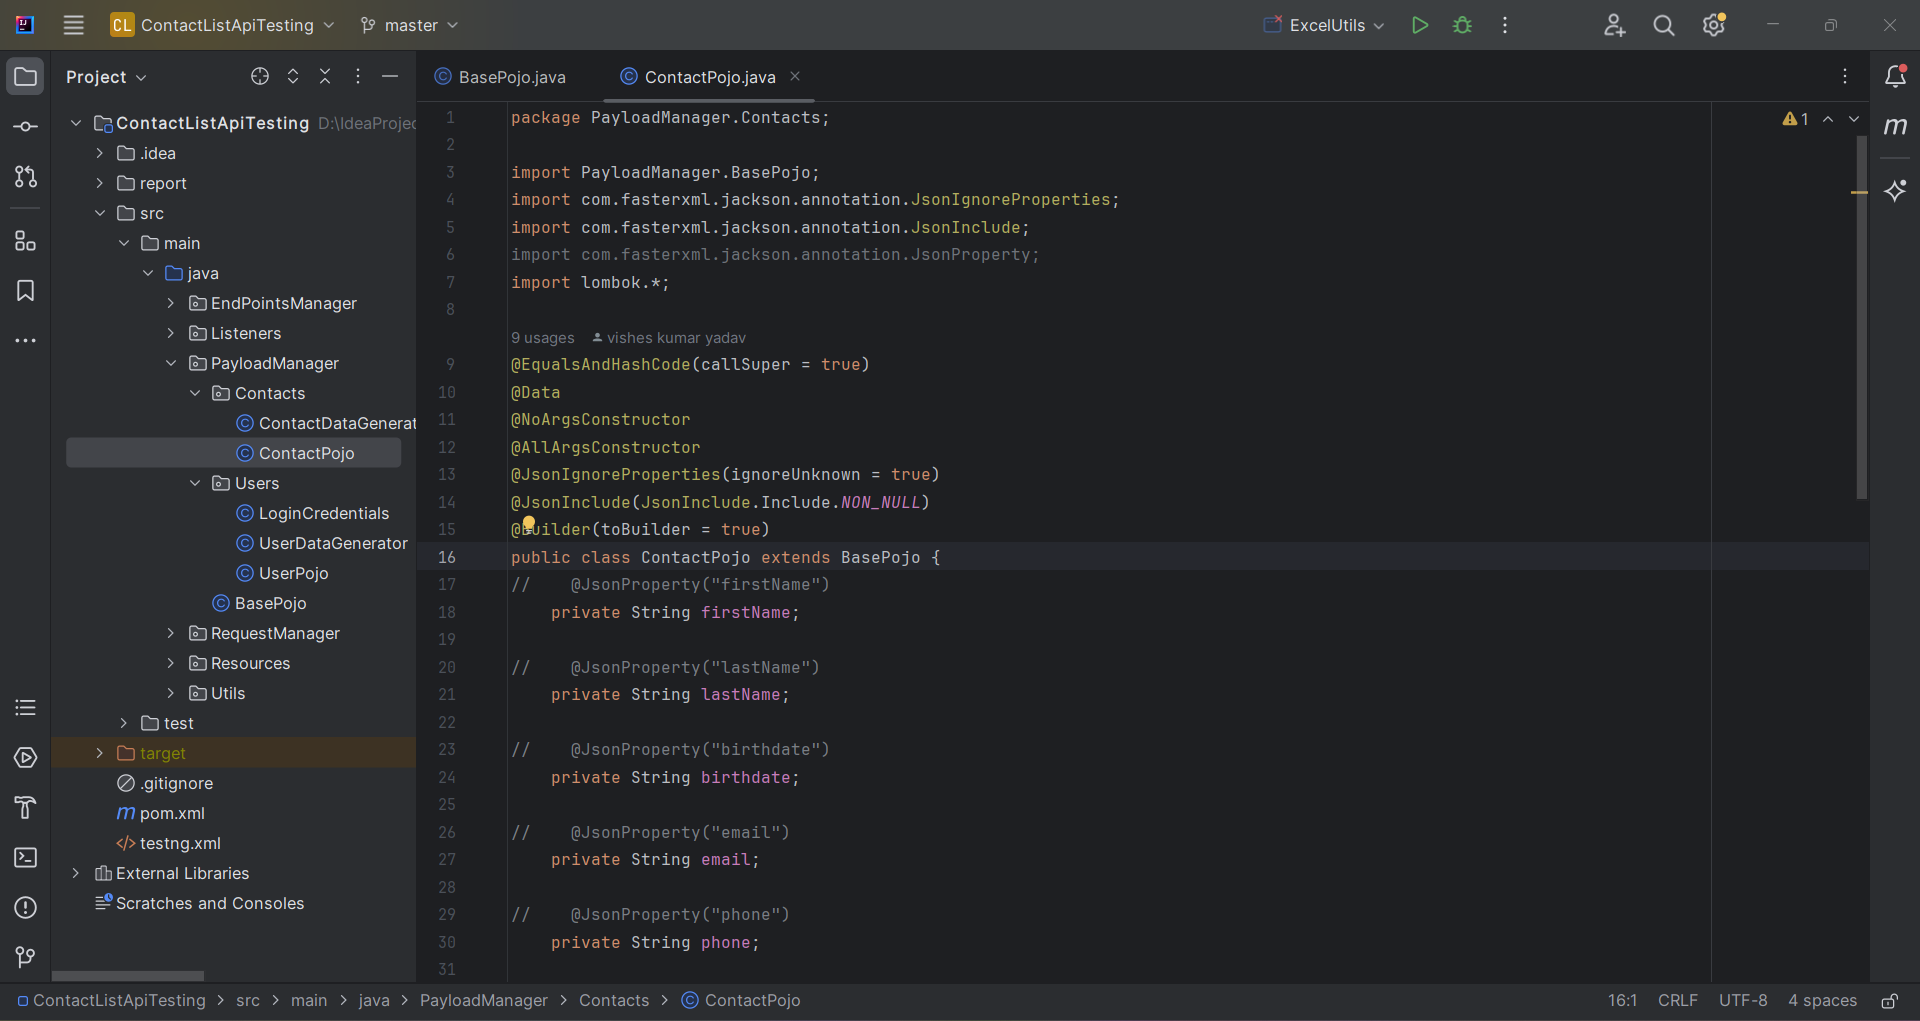 CL ContactListApiTesting master ExcelUtils
Project
ContactListApiTesting D:\IdeaProjec
.idea
report
src
main
java
EndPointsManager
Listeners
PayloadManager
Contacts
ContactDataGenerat
ContactPojo
Users
LoginCredentials
UserDataGenerator
UserPojo
BasePojo
RequestManager
Resources
Utils
test
target
.gitignore
m pom.xml
</> testng.xml
External Libraries
Scratches and Consoles
BasePojo.java ContactPojo.java
1 package PayloadManager.Contacts;
2
3 import PayloadManager.BasePojo;
4 import com.fasterxml.jackson.annotation.JsonIgnoreProperties;
5 import com.fasterxml.jackson.annotation.JsonInclude;
6 import com.fasterxml.jackson.annotation.JsonProperty;
7 import lombok.*;
8
9 usages vishes kumar yadav
9 @EqualsAndHashCode(callSuper = true)
10 @Data
11 @NoArgsConstructor
12 @AllArgsConstructor
13 @JsonIgnoreProperties(ignoreUnknown = true)
14 @JsonInclude(JsonInclude.Include.NON_NULL)
15 @Builder(toBuilder = true)
16 public class ContactPojo extends BasePojo {
17 // @JsonProperty("firstName")
18 private String firstName;
19
20 // @JsonProperty("lastName")
21 private String lastName;
22
23 // @JsonProperty("birthdate")
24 private String birthdate;
25
26 // @JsonProperty("email")
27 private String email;
28
29 // @JsonProperty("phone")
30 private String phone;
31
1
m
ContactListApiTesting > src > main > java > PayloadManager > Contacts > ContactPojo
16:1 CRLF UTF-8 4 spaces